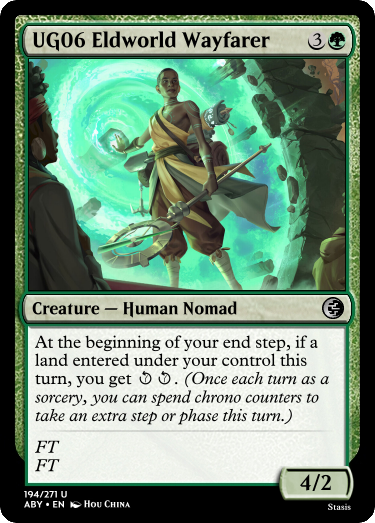 UG06 Eldworld Wayfarer 3
Creature — Human Nomad
At the beginning of your end step, if a
land entered under your control this
turn, you get . (Once each turn as a
sorcery, you can spend chrono counters to
take an extra step or phase this turn.)
FT
FT
4/2
194/271 U
ABY • EN Hou China
Stasis